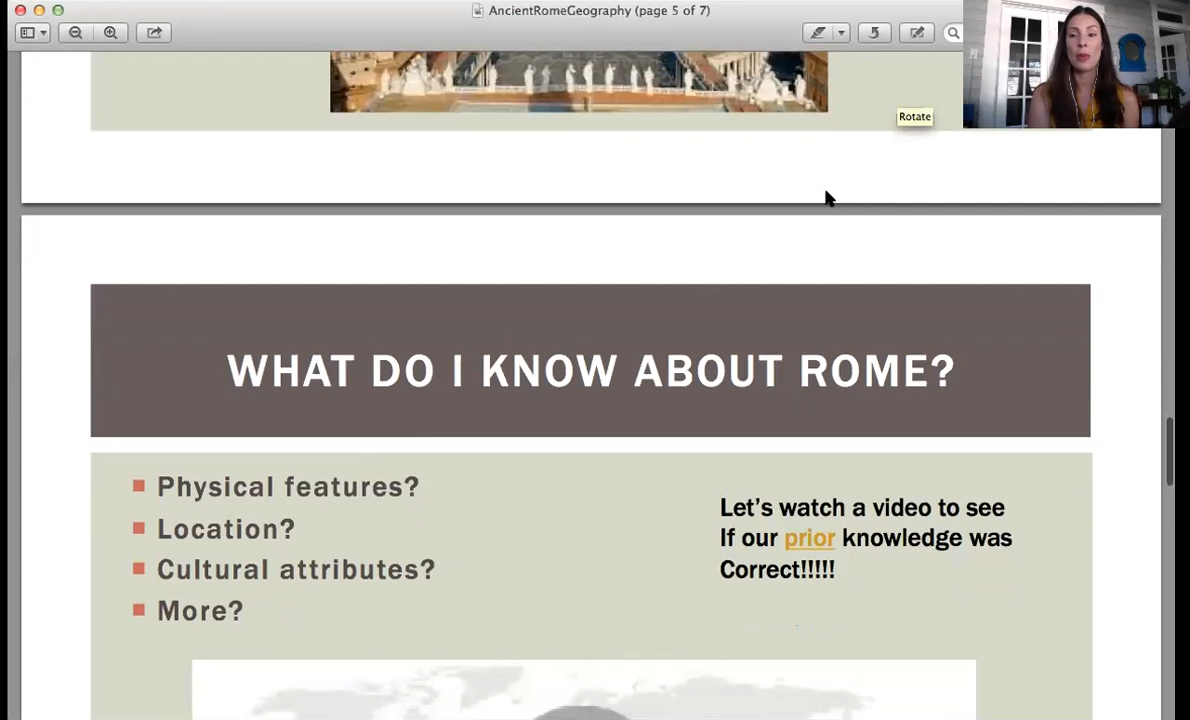 AncientRomeGeography (page 5 of 7)
Rotate
WHAT DO I KNOW ABOUT ROME?
Physical features?
Location?
Cultural attributes?
More?
Let's watch a video to see
If our prior knowledge was
Correct!!!!!